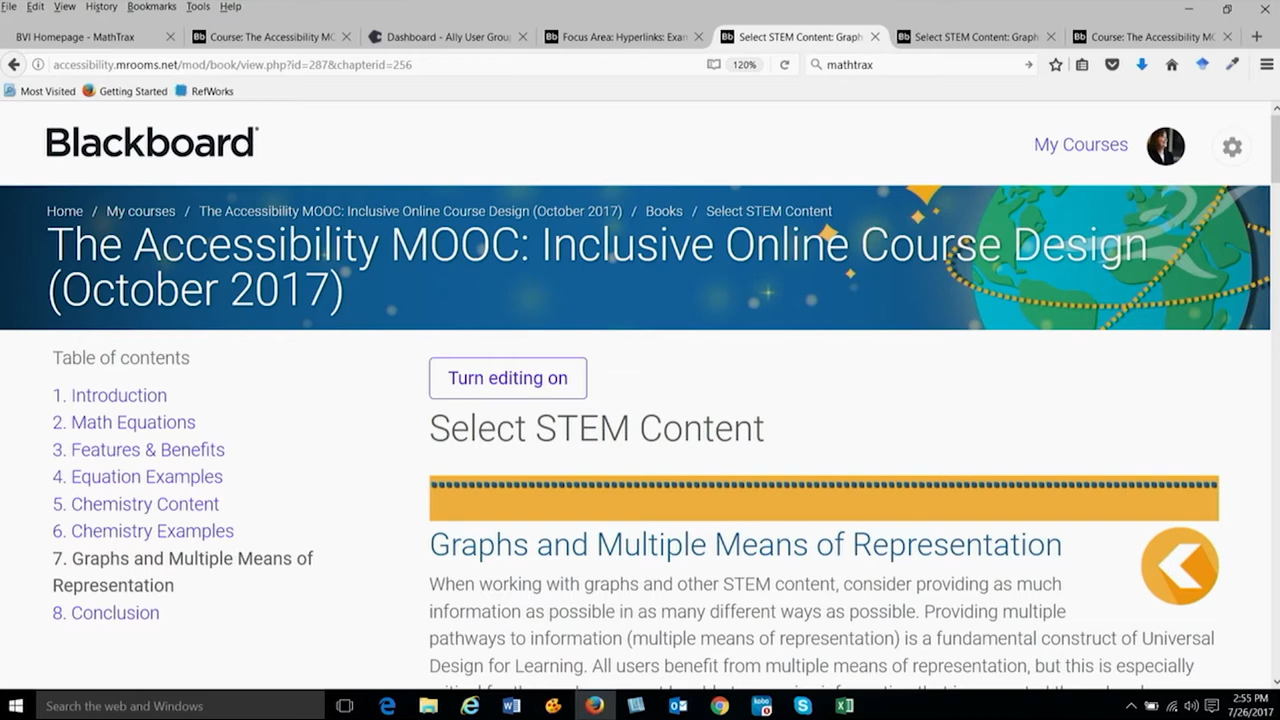 File Edit View History Bookmarks Tools Help
BVI Homepage - MathTrax
Bb Course: The Accessibility MO
Dashboard - Ally User Grou
Bb Focus Area: Hyperlinks: Exan
Bb Select STEM Content: Graph
Bb Select STEM Content: Graph
Bb Course: The Accessibility MO
accessibility.mrooms.net/mod/book/view.php?id=287&chapterid=256
120%
mathtrax
Most Visited Getting Started RefWorks
Blackboard
My Courses
Home / My courses / The Accessibility MOOC: Inclusive Online Course Design (October 2017) / Books / Select STEM Content
The Accessibility MOOC: Inclusive Online Course Design
(October 2017)
Table of contents
1. Introduction
2. Math Equations
3. Features & Benefits
4. Equation Examples
5. Chemistry Content
6. Chemistry Examples
7. Graphs and Multiple Means of
Representation
8. Conclusion
Turn editing on
Select STEM Content
Graphs and Multiple Means of Representation
When working with graphs and other STEM content, consider providing as much
information as possible in as many different ways as possible. Providing multiple
pathways to information (multiple means of representation) is a fundamental construct of Universal
Design for Learning. All users benefit from multiple means of representation, but this is especially
Search the web and Windows
kobo
2:55 PM
7/26/2017